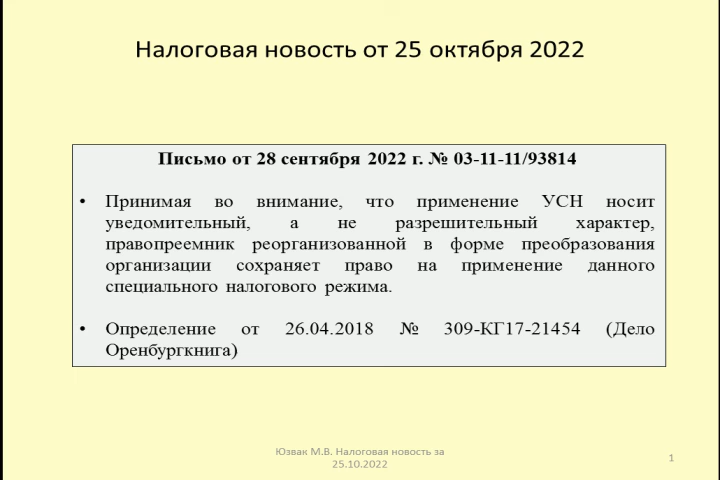 Налоговая новость от 25 октября 2022
Письмо от 28 сентября 2022 г. № 03-11-11/93814
• Принимая во внимание, что применение УСН носит
уведомительный, а не разрешительный характер,
правопреемник реорганизованной в форме преобразования
организации сохраняет право на применение данного
специального налогового режима.
• Определение от 26.04.2018 № 309-КГ17-21454 (Дело
Оренбургкнига)
Юзвак М.В. Налоговая новость за
25.10.2022
1